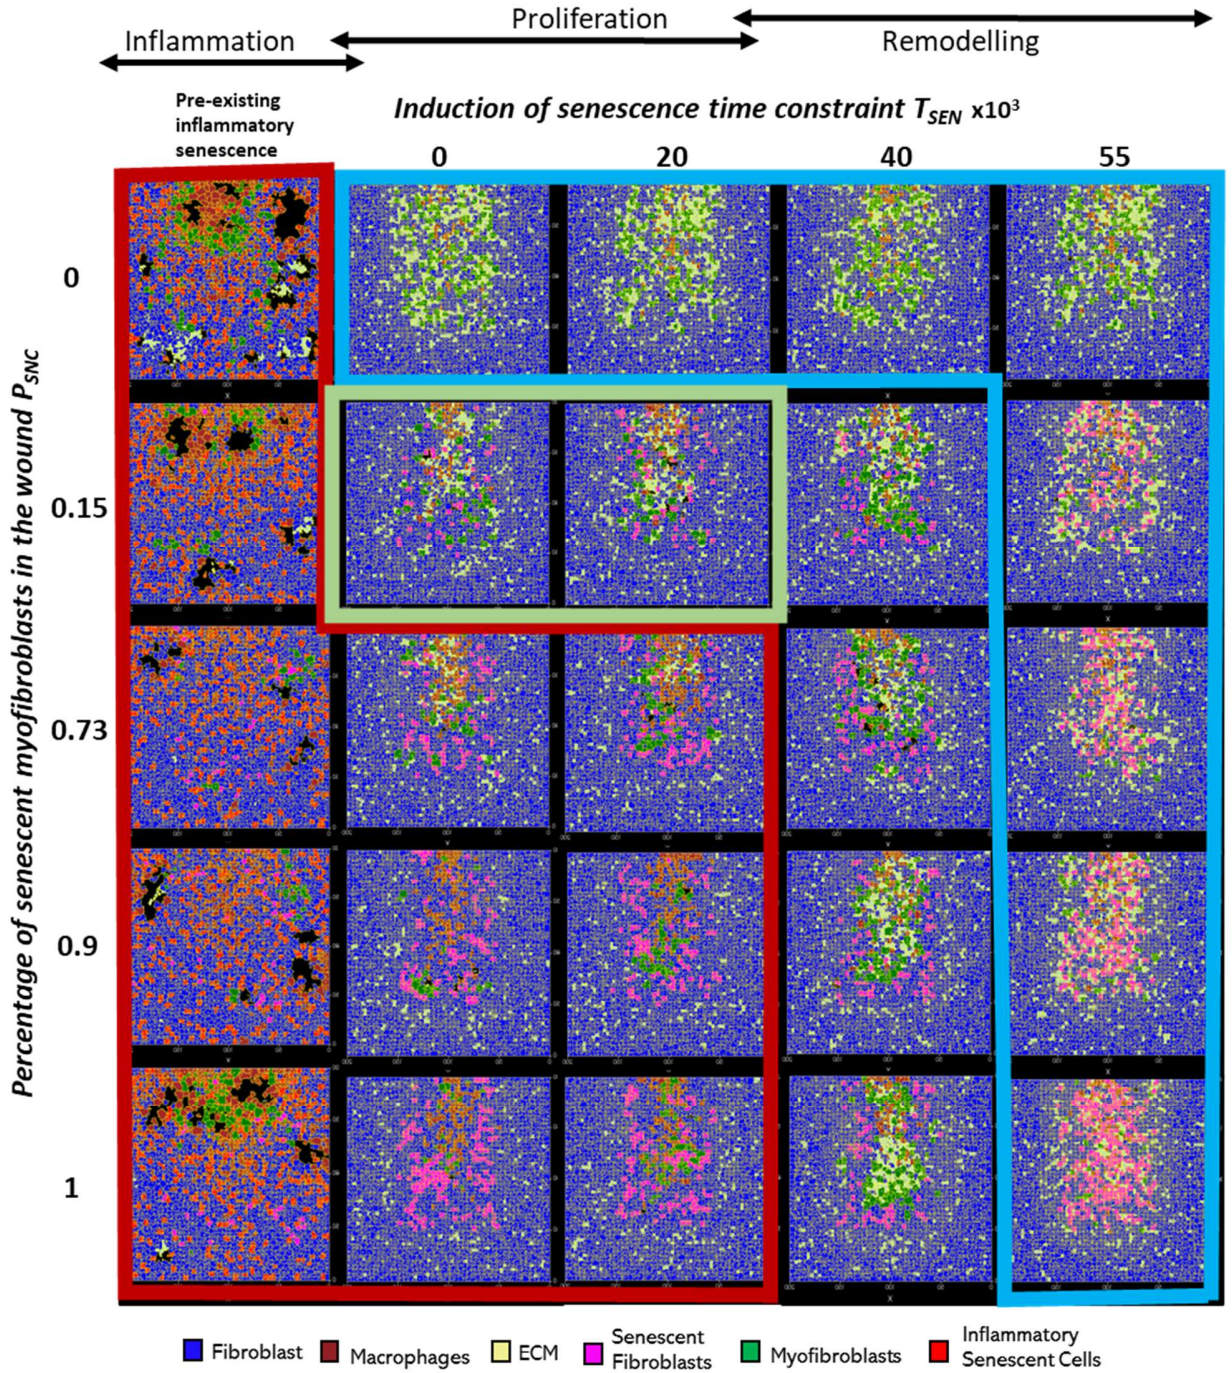 Proliferation
Inflammation
Remodelling
Pre-existing
inflammatory
senescence
Induction of senescence time constraint T_SEN x10³
0 20 40 55
Percentage of senescent myofibroblasts in the wound P_SNC
0
0.15
0.73
0.9
1
Fibroblast
Macrophages
ECM
Senescent
Fibroblasts
Myofibroblasts
Inflammatory
Senescent Cells